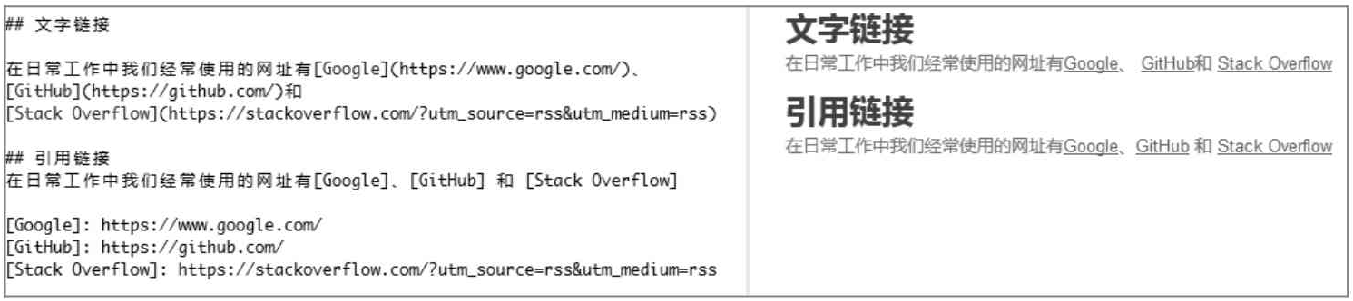 ## 文字链接
在日常工作中我们经常使用的网址有[Google](https://www.google.com/)、
[GitHub](https://github.com/)和
[Stack Overflow](https://stackoverflow.com/?utm_source=rss&utm_medium=rss)
## 引用链接
在日常工作中我们经常使用的网址有[Google]、[GitHub] 和 [Stack Overflow]
[Google]: https://www.google.com/
[GitHub]: https://github.com/
[Stack Overflow]: https://stackoverflow.com/?utm_source=rss&utm_medium=rss
文字链接
在日常工作中我们经常使用的网址有Google、 GitHub和 Stack Overflow
引用链接
在日常工作中我们经常使用的网址有Google、GitHub 和 Stack Overflow